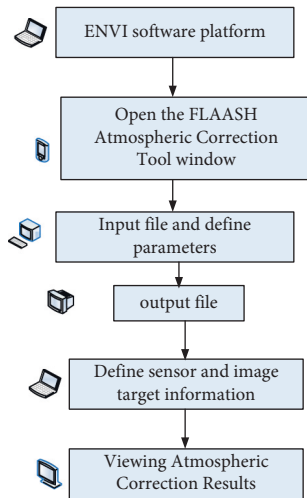 ENVI software platform
Open the FLAASH
Atmospheric Correction
Tool window
Input file and define
parameters
output file
Define sensor and image
target information
Viewing Atmospheric
Correction Results